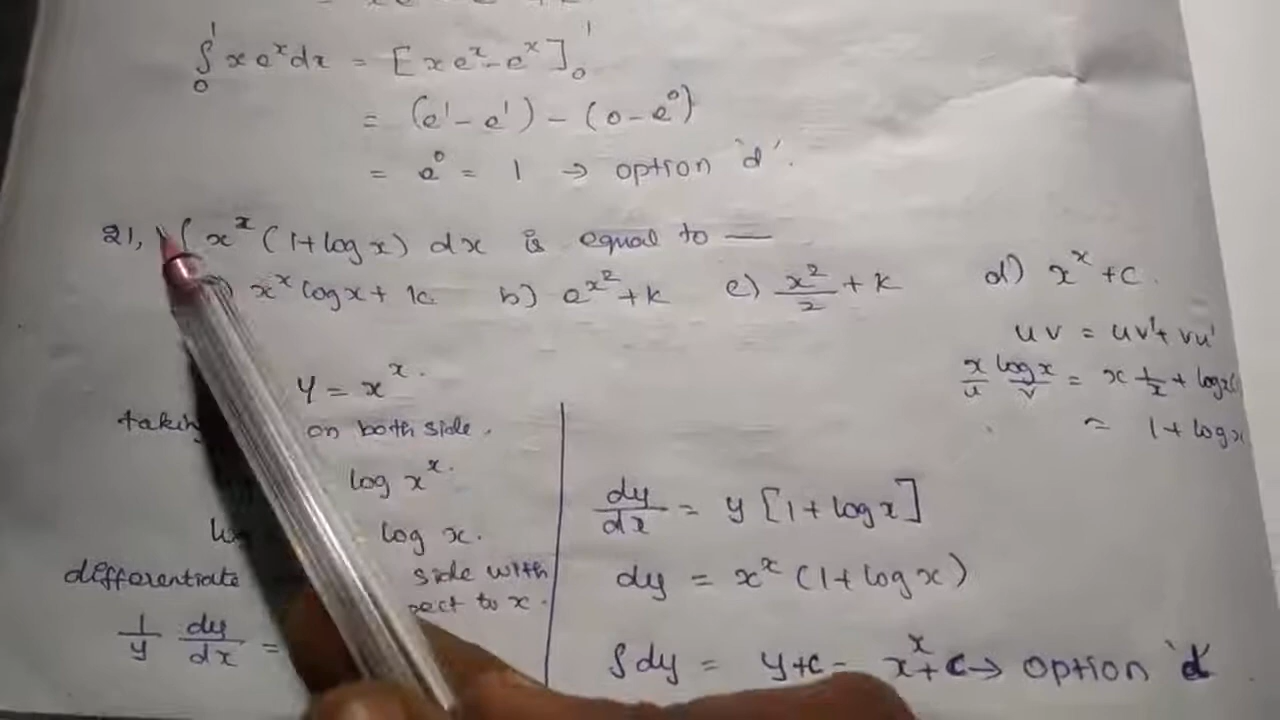 ∫₀¹ x eˣ dx = [x eˣ - eˣ]₀¹
= (e¹ - e¹) - (0 - e⁰)
= e⁰ = 1 → option 'd'.
21, ∫ xˣ (1 + log x) dx is equal to —
) xˣ log x + k b) e^x² + k c) x²/2 + k d) xˣ + c.
uv = uv' + vu'
x/u log x/v = x 1/x + log x
= 1 + log x
y = xˣ.
on both side.
log xˣ.
log x.
differentiate side with
to x.
1/y dy/dx =
dy/dx = y [1 + log x]
dy = xˣ (1 + log x)
∫dy = y + c = xˣ + c → option 'd'